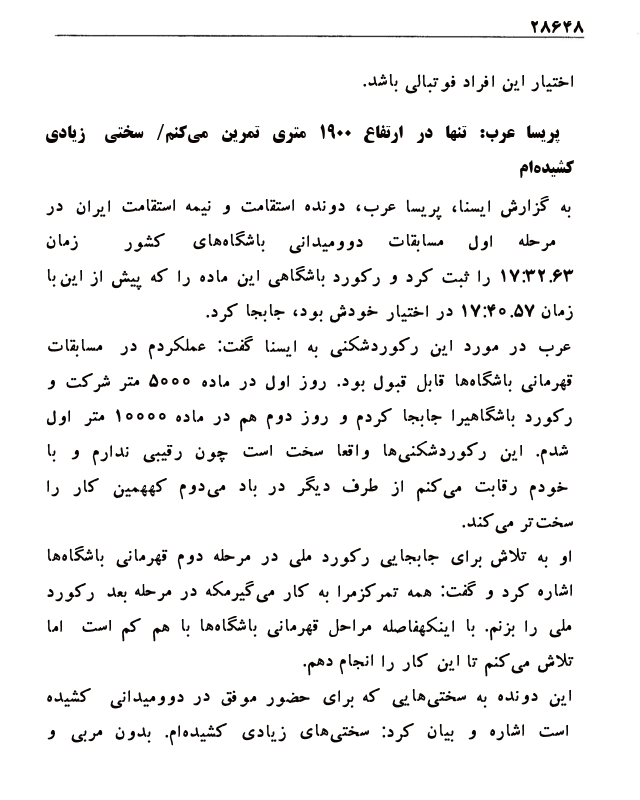 ۲۸۶۴۸
اختیار این افراد فوتبالی باشد.
پریسا عرب: تنها در ارتفاع ۱۹۰۰ متری تمرین می‌کنم/ سختی زیادی
کشیده‌ام
به گزارش ایسنا، پریسا عرب، دونده استقامت و نیمه استقامت ایران در
مرحله اول مسابقات دوومیدانی باشگاه‌های کشور زمان
۱۷:۳۲.۶۳ را ثبت کرد و رکورد باشگاهی این ماده را که پیش از این با
زمان ۱۷:۴۰.۵۷ در اختیار خودش بود، جابجا کرد.
عرب در مورد این رکوردشکنی به ایسنا گفت: عملکردم در مسابقات
قهرمانی باشگاه‌ها قابل قبول بود. روز اول در ماده ۵۰۰۰ متر شرکت و
رکورد باشگاهیرا جابجا کردم و روز دوم هم در ماده ۱۰۰۰۰ متر اول
شدم. این رکوردشکنی‌ها واقعا سخت است چون رقیبی ندارم و با
خودم رقابت می‌کنم از طرف دیگر در باد می‌دوم کههمین کار را
سخت‌تر می‌کند.
او به تلاش برای جابجایی رکورد ملی در مرحله دوم قهرمانی باشگاه‌ها
اشاره کرد و گفت: همه تمرکزمرا به کار می‌گیرمکه در مرحله بعد رکورد
ملی را بزنم. با اینکهفاصله مراحل قهرمانی باشگاه‌ها با هم کم است اما
تلاش می‌کنم تا این کار را انجام دهم.
این دونده به سختی‌هایی که برای حضور موفق در دوومیدانی کشیده
است اشاره و بیان کرد: سختی‌های زیادی کشیده‌ام. بدون مربی و